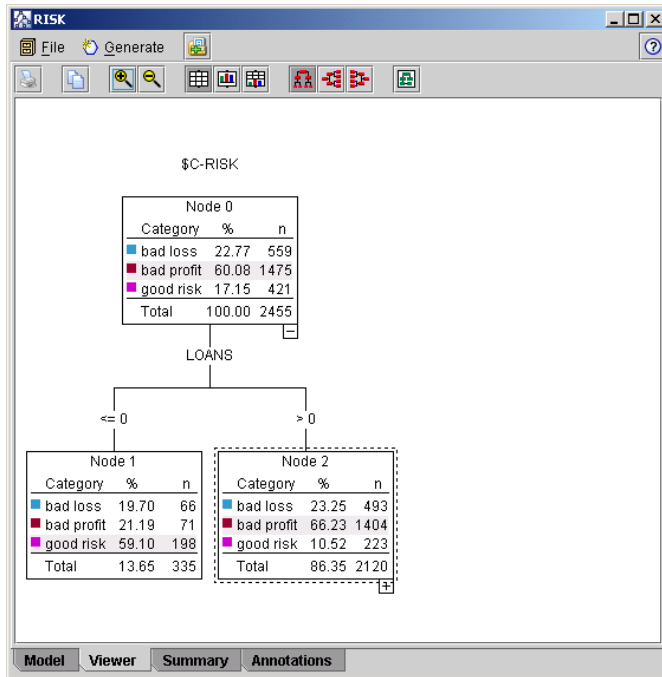 RISK
File Generate
$C-RISK
Node 0
Category % n
bad loss 22.77 559
bad profit 60.08 1475
good risk 17.15 421
Total 100.00 2455
LOANS
<= 0
> 0
Node 1
Category % n
bad loss 19.70 66
bad profit 21.19 71
good risk 59.10 198
Total 13.65 335
Node 2
Category % n
bad loss 23.25 493
bad profit 66.23 1404
good risk 10.52 223
Total 86.35 2120
Model Viewer Summary Annotations